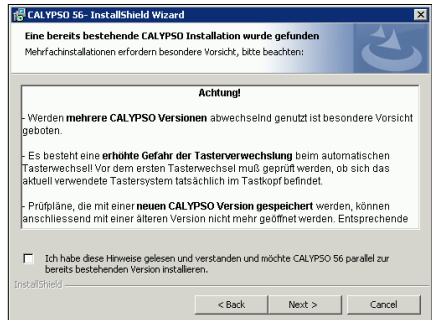 CALYPSO 56- InstallShield Wizard
Eine bereits bestehende CALYPSO Installation wurde gefunden
Mehrfachinstallationen erfordern besondere Vorsicht, bitte beachten:
Achtung!
- Werden mehrere CALYPSO Versionen abwechselnd genutzt ist besondere Vorsicht
geboten.
- Es besteht eine erhöhte Gefahr der Tasterverwechslung beim automatischen
Tasterwechsel! Vor dem ersten Tasterwechsel muß geprüft werden, ob sich das
aktuell verwendete Tastersystem tatsächlich im Tastkopf befindet.
- Prüfpläne, die mit einer neuen CALYPSO Version gespeichert werden, können
anschliessend mit einer älteren Version nicht mehr geöffnet werden. Entsprechende
Ich habe diese Hinweise gelesen und verstanden und möchte CALYPSO 56 parallel zur
bereits bestehenden Version installieren.
InstallShield
< Back
Next >
Cancel